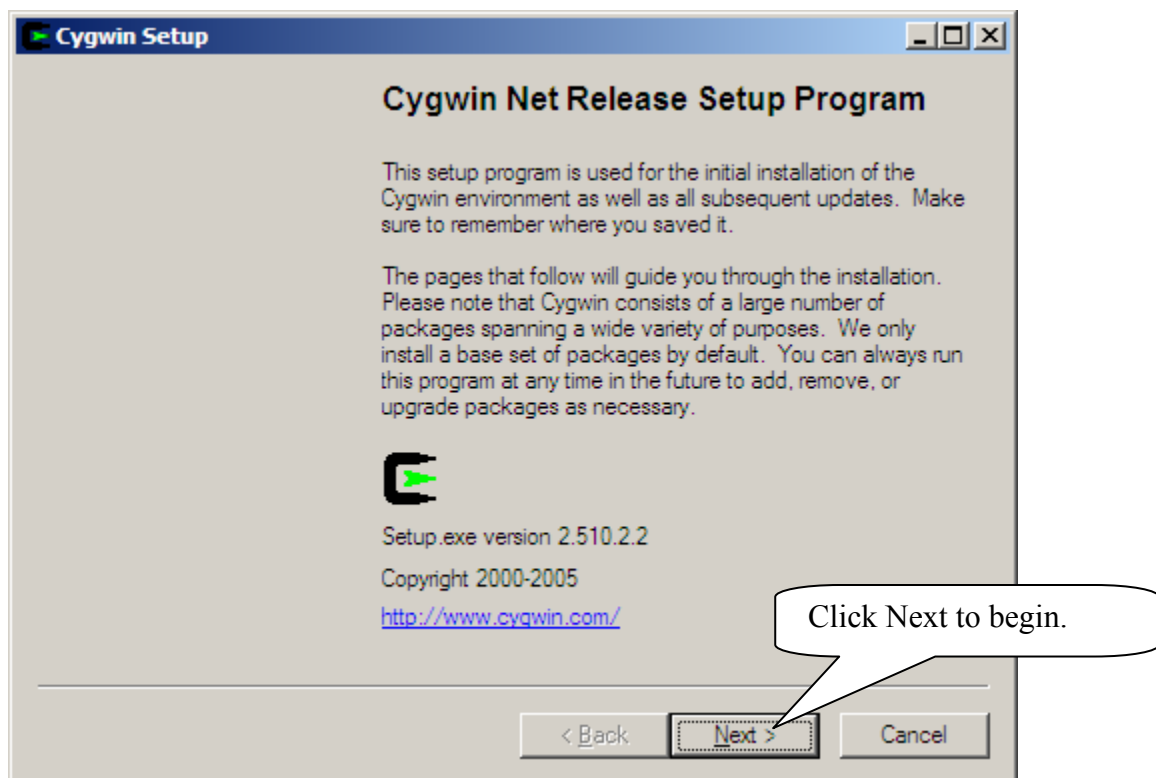 Cygwin Setup
Cygwin Net Release Setup Program
This setup program is used for the initial installation of the
Cygwin environment as well as all subsequent updates. Make
sure to remember where you saved it.
The pages that follow will guide you through the installation.
Please note that Cygwin consists of a large number of
packages spanning a wide variety of purposes. We only
install a base set of packages by default. You can always run
this program at any time in the future to add, remove, or
upgrade packages as necessary.
Setup.exe version 2.510.2.2
Copyright 2000-2005
http://www.cygwin.com/
Click Next to begin.
< Back
Next >
Cancel